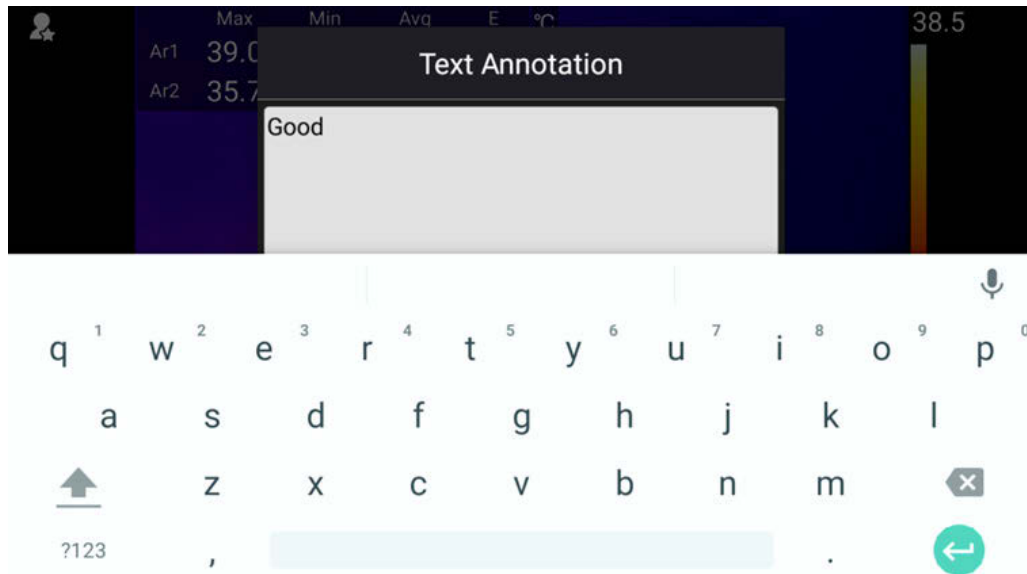 Max Min Avg E °C
38.5
Ar1 39.0
Ar2 35.7
Text Annotation
Good
q 1 w 2 e 3 r 4 t 5 y 6 u 7 i 8 o 9 p 0
a s d f g h j k l
z x c v b n m
?123 , .